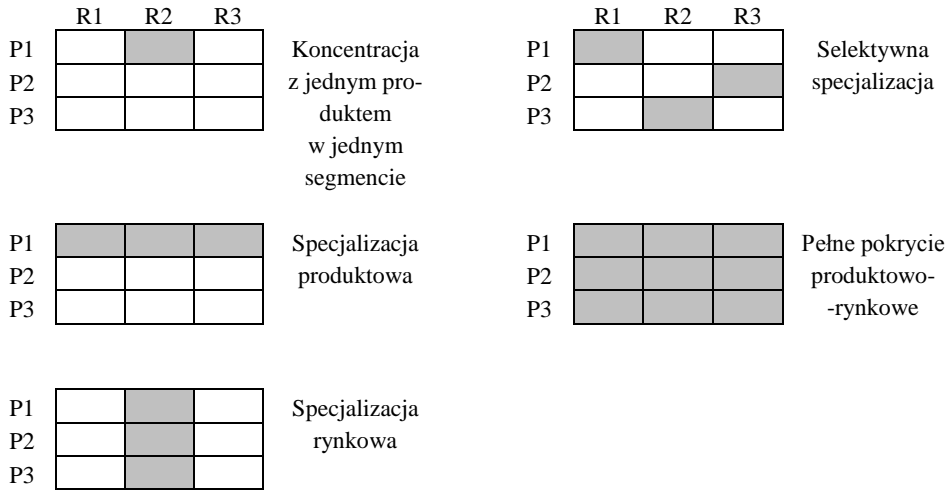 R1 R2 R3
P1
P2
P3
Koncentracja
z jednym pro-
duktem
w jednym
segmencie
R1 R2 R3
P1
P2
P3
Selektywna
specjalizacja
P1
P2
P3
Specjalizacja
produktowa
P1
P2
P3
Pełne pokrycie
produktowo-
-rynkowe
P1
P2
P3
Specjalizacja
rynkowa